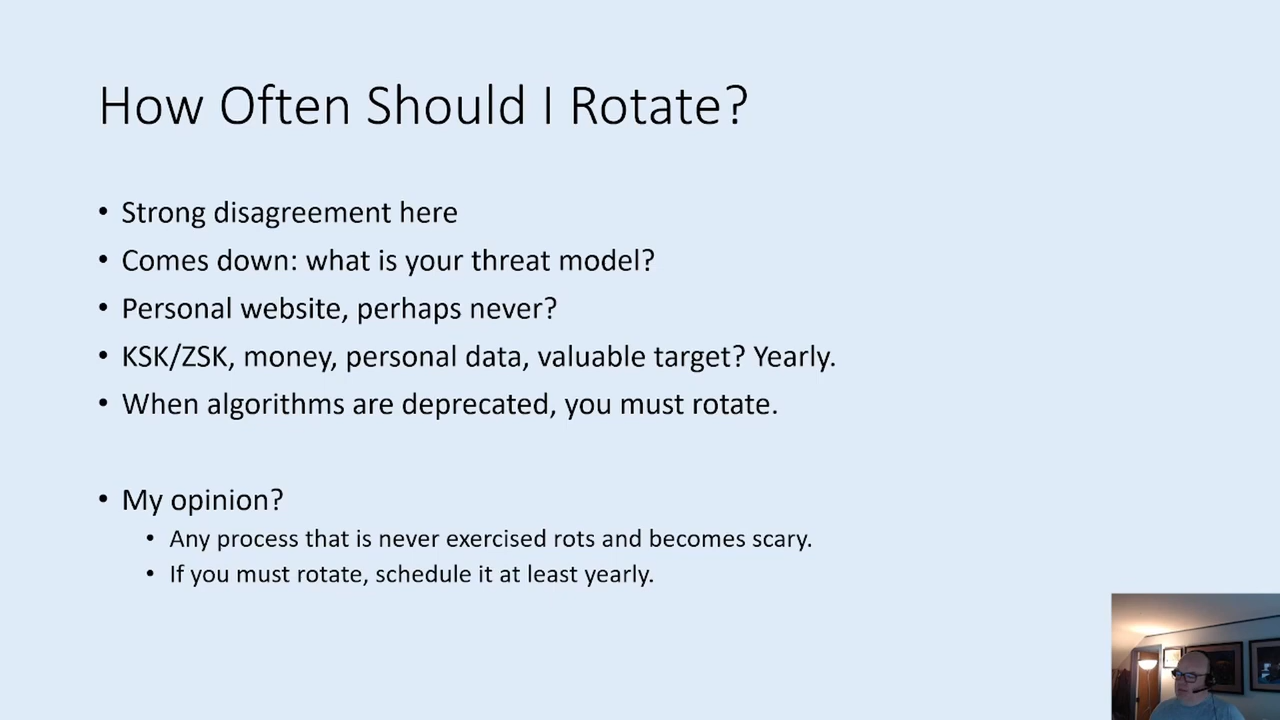 How Often Should I Rotate?
• Strong disagreement here
• Comes down: what is your threat model?
• Personal website, perhaps never?
• KSK/ZSK, money, personal data, valuable target? Yearly.
• When algorithms are deprecated, you must rotate.
• My opinion?
• Any process that is never exercised rots and becomes scary.
• If you must rotate, schedule it at least yearly.